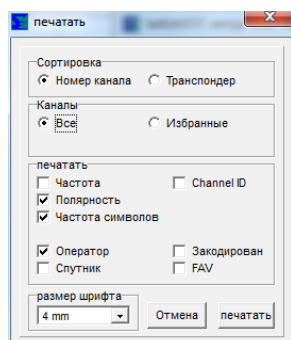 печатать
Сортировка
Номер канала Транспондер
Каналы
Все Избранные
печатать
Частота Channel ID
Полярность
Частота символов
Оператор Закодирован
Спутник FAV
размер шрифта
4 mm Отмена печатать